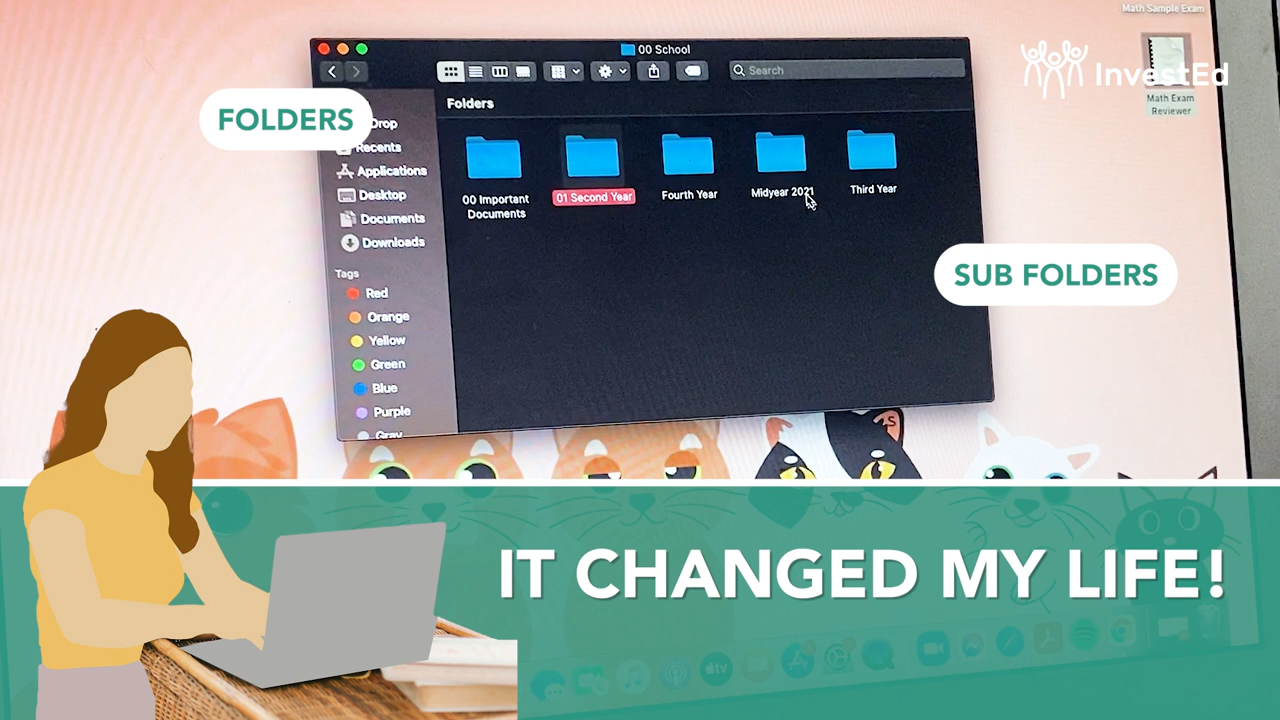 Math Sample Exam
00 School
Search
InvestEd
Math Exam
Reviewer
FOLDERS
Folders
Drop
Recents
Applications
Desktop
Documents
Downloads
Tags
Red
Orange
Yellow
Green
Blue
Purple
Gray
00 Important
Documents
01 Second Year
Fourth Year
Midyear 2021
Third Year
SUB FOLDERS
IT CHANGED MY LIFE!
tv